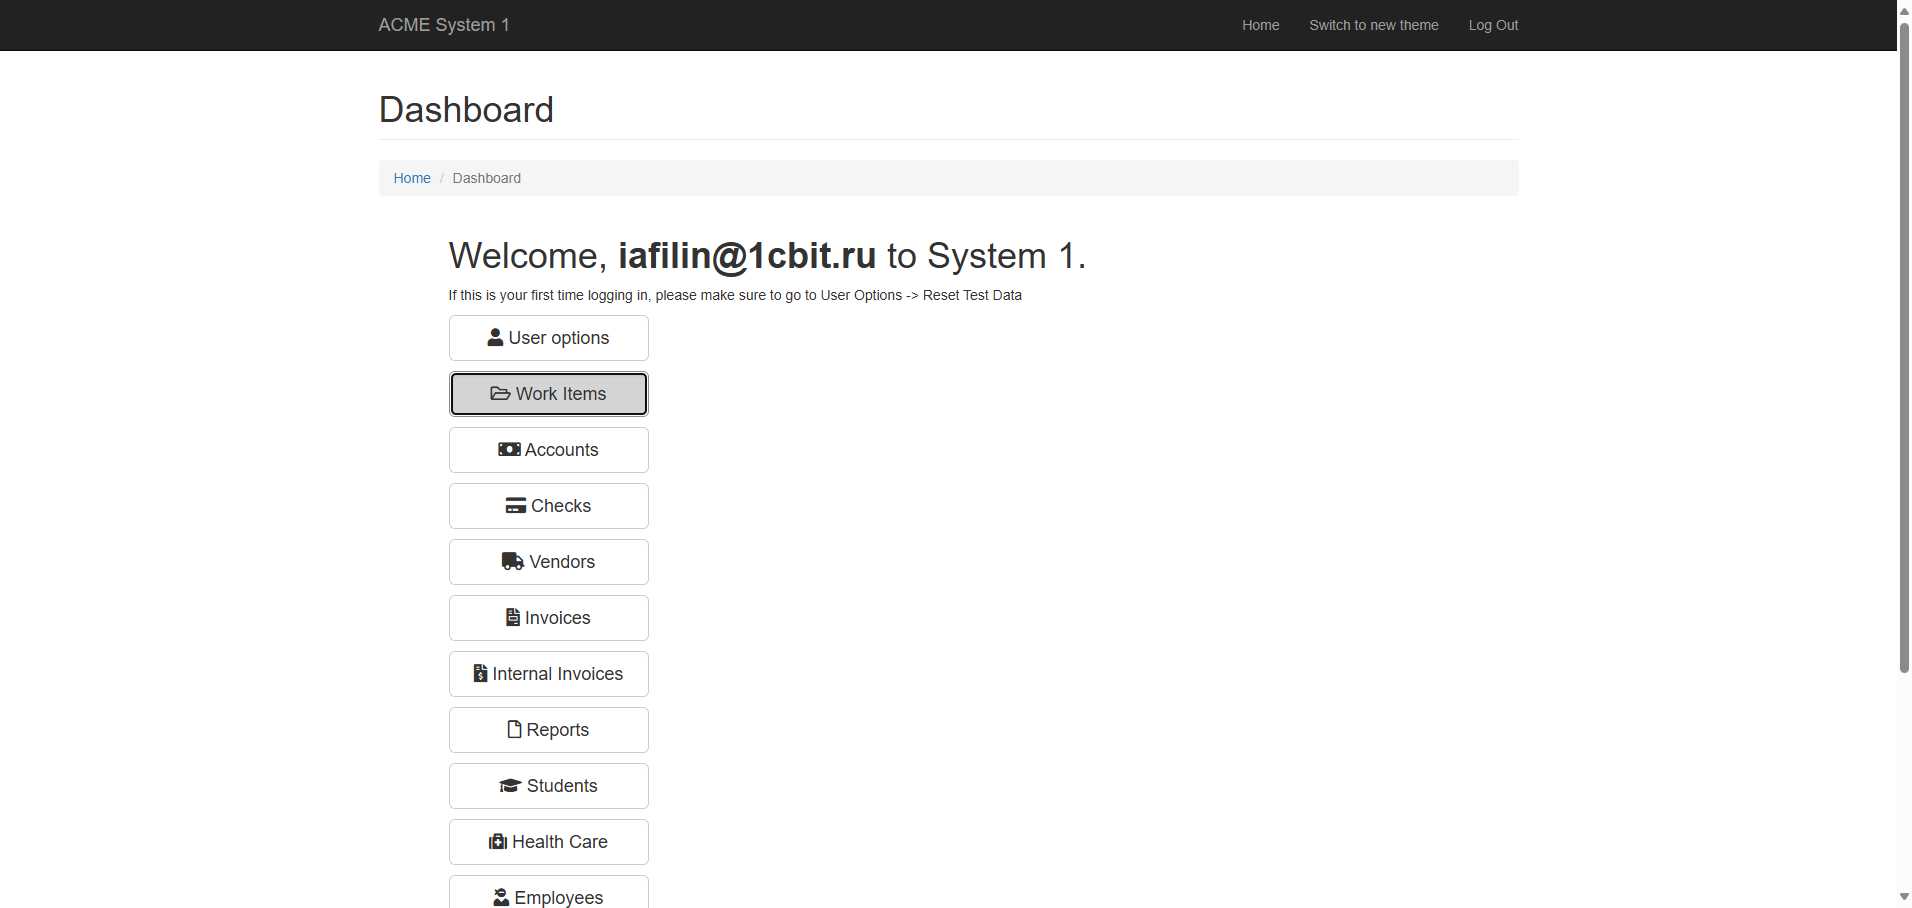 ACME System 1
Home
Switch to new theme
Log Out
Dashboard
Home / Dashboard
Welcome, iafilin@1cbit.ru to System 1.
If this is your first time logging in, please make sure to go to User Options -> Reset Test Data
User options
Work Items
Accounts
Checks
Vendors
Invoices
Internal Invoices
Reports
Students
Health Care
Employees